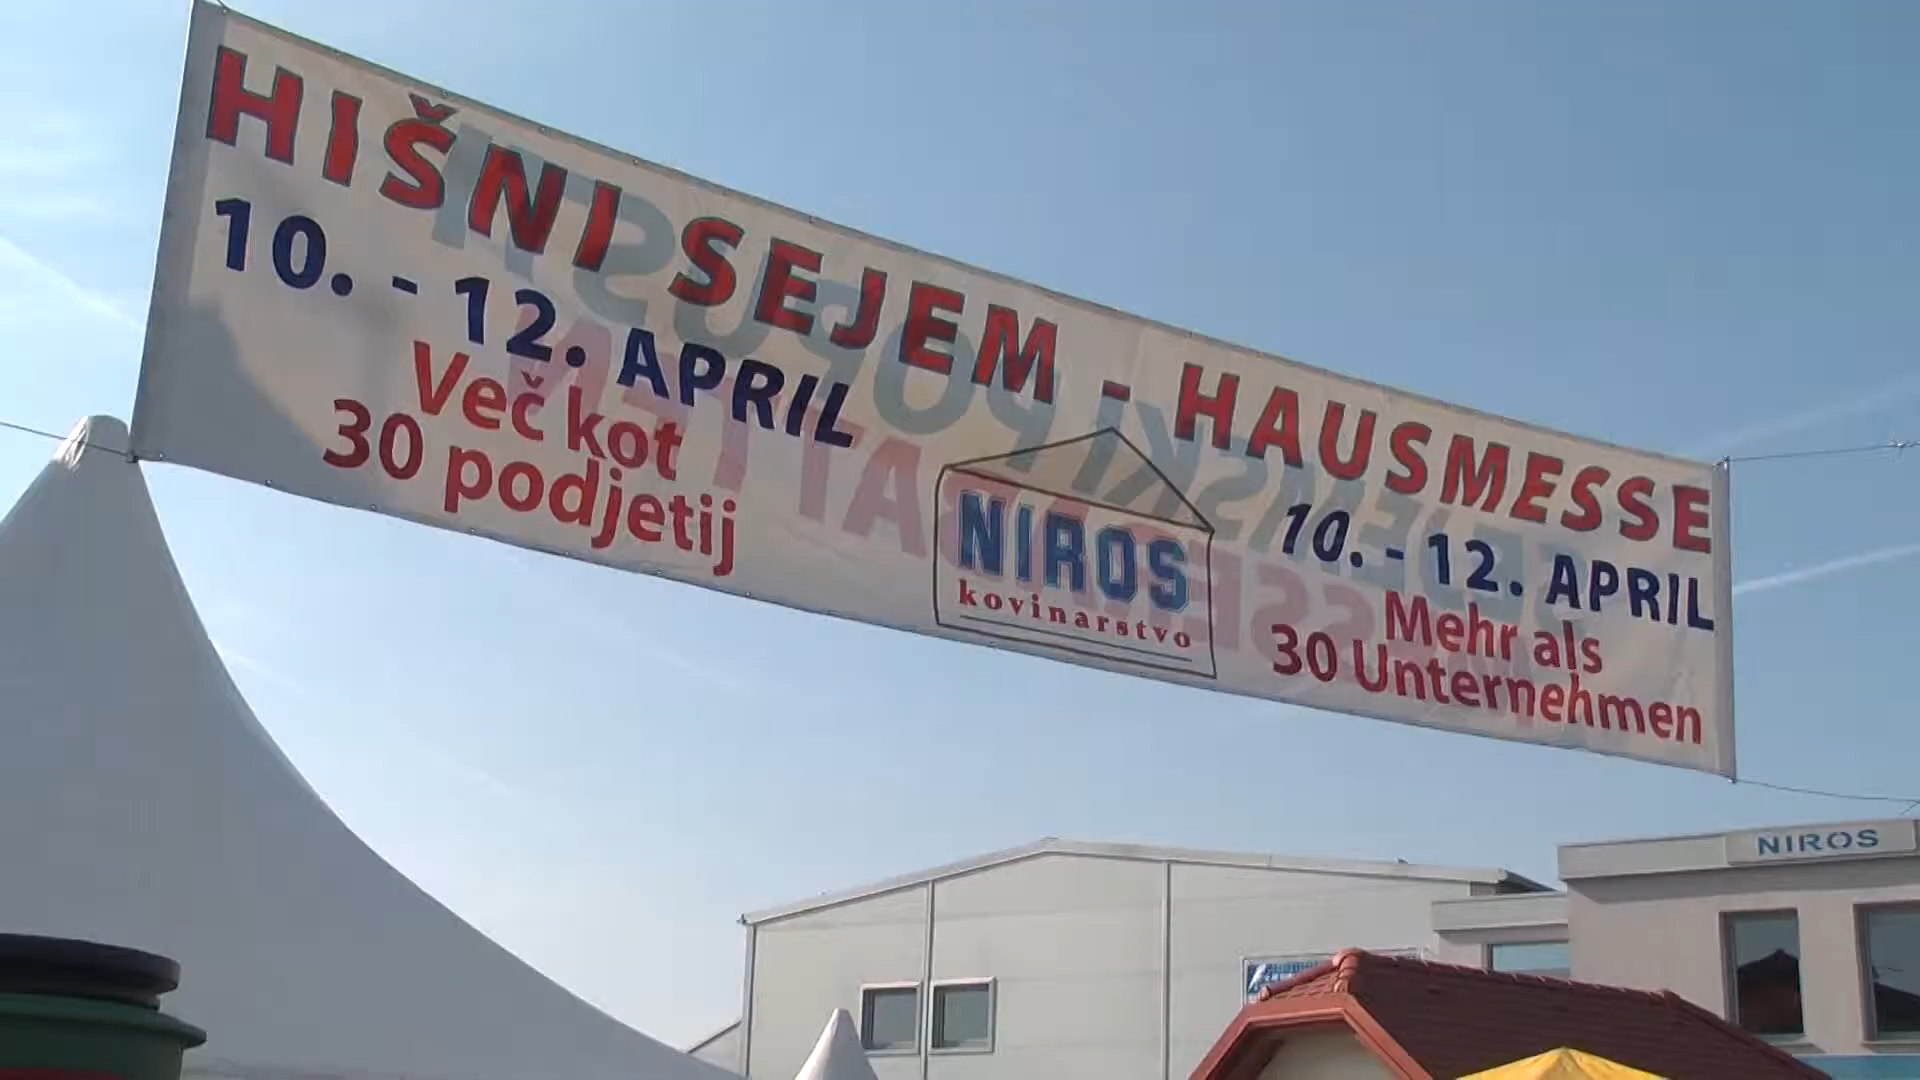 HIŠNI SEJEM - HAUSMESSE
10. - 12. APRIL
Več kot
30 podjetij
NIROS
kovinarstvo
10. - 12. APRIL
Mehr als
30 Unternehmen
NIROS